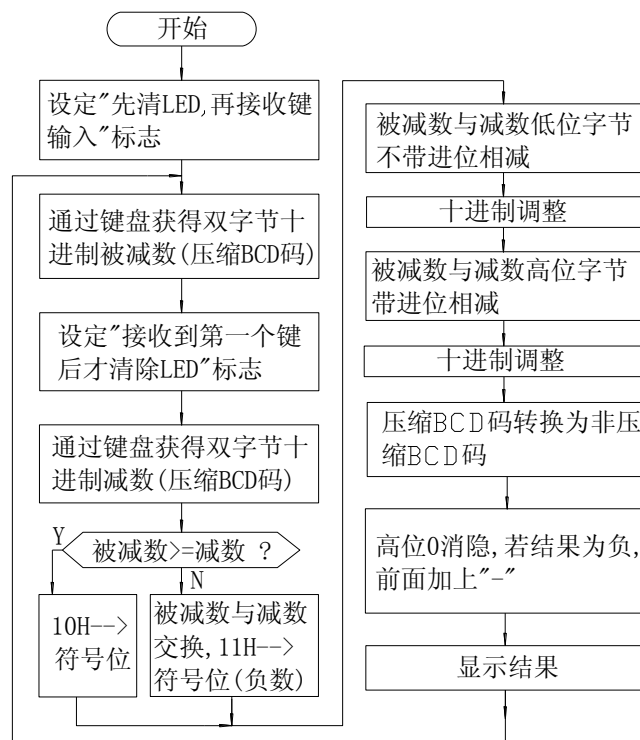 开始
设定"先清LED,再接收键
输入"标志
通过键盘获得双字节十
进制被减数(压缩BCD码)
设定"接收到第一个键
后才清除LED"标志
通过键盘获得双字节十
进制减数(压缩BCD码)
Y
被减数>=减数 ?
N
10H-->
符号位
被减数与减数
交换,11H-->
符号位(负数)
被减数与减数低位字节
不带进位相减
十进制调整
被减数与减数高位字节
带进位相减
十进制调整
压缩BCD码转换为非压
缩BCD码
高位0消隐,若结果为负,
前面加上"-"
显示结果